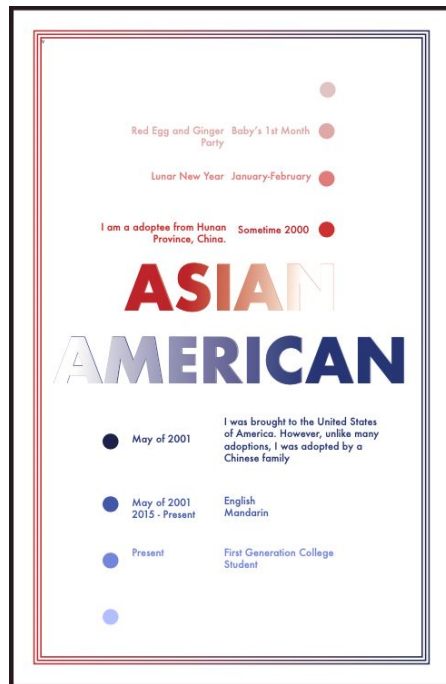 Red Egg and Ginger Baby's 1st Month
Party
Lunar New Year January-February
I am a adoptee from Hunan Sometime 2000
Province, China.
ASIAN
AMERICAN
May of 2001
I was brought to the United States
of America. However, unlike many
adoptions, I was adopted by a
Chinese family
May of 2001 English
2015 - Present Mandarin
Present First Generation College
Student